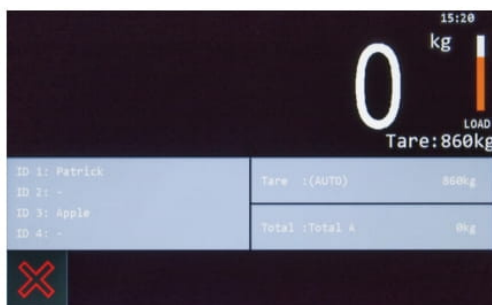 15:20
0 kg
LOAD
Tare:860kg
ID 1: Patrick
ID 2: -
ID 3: Apple
ID 4: -
Tare :(AUTO) 860kg
Total :Total A 0kg